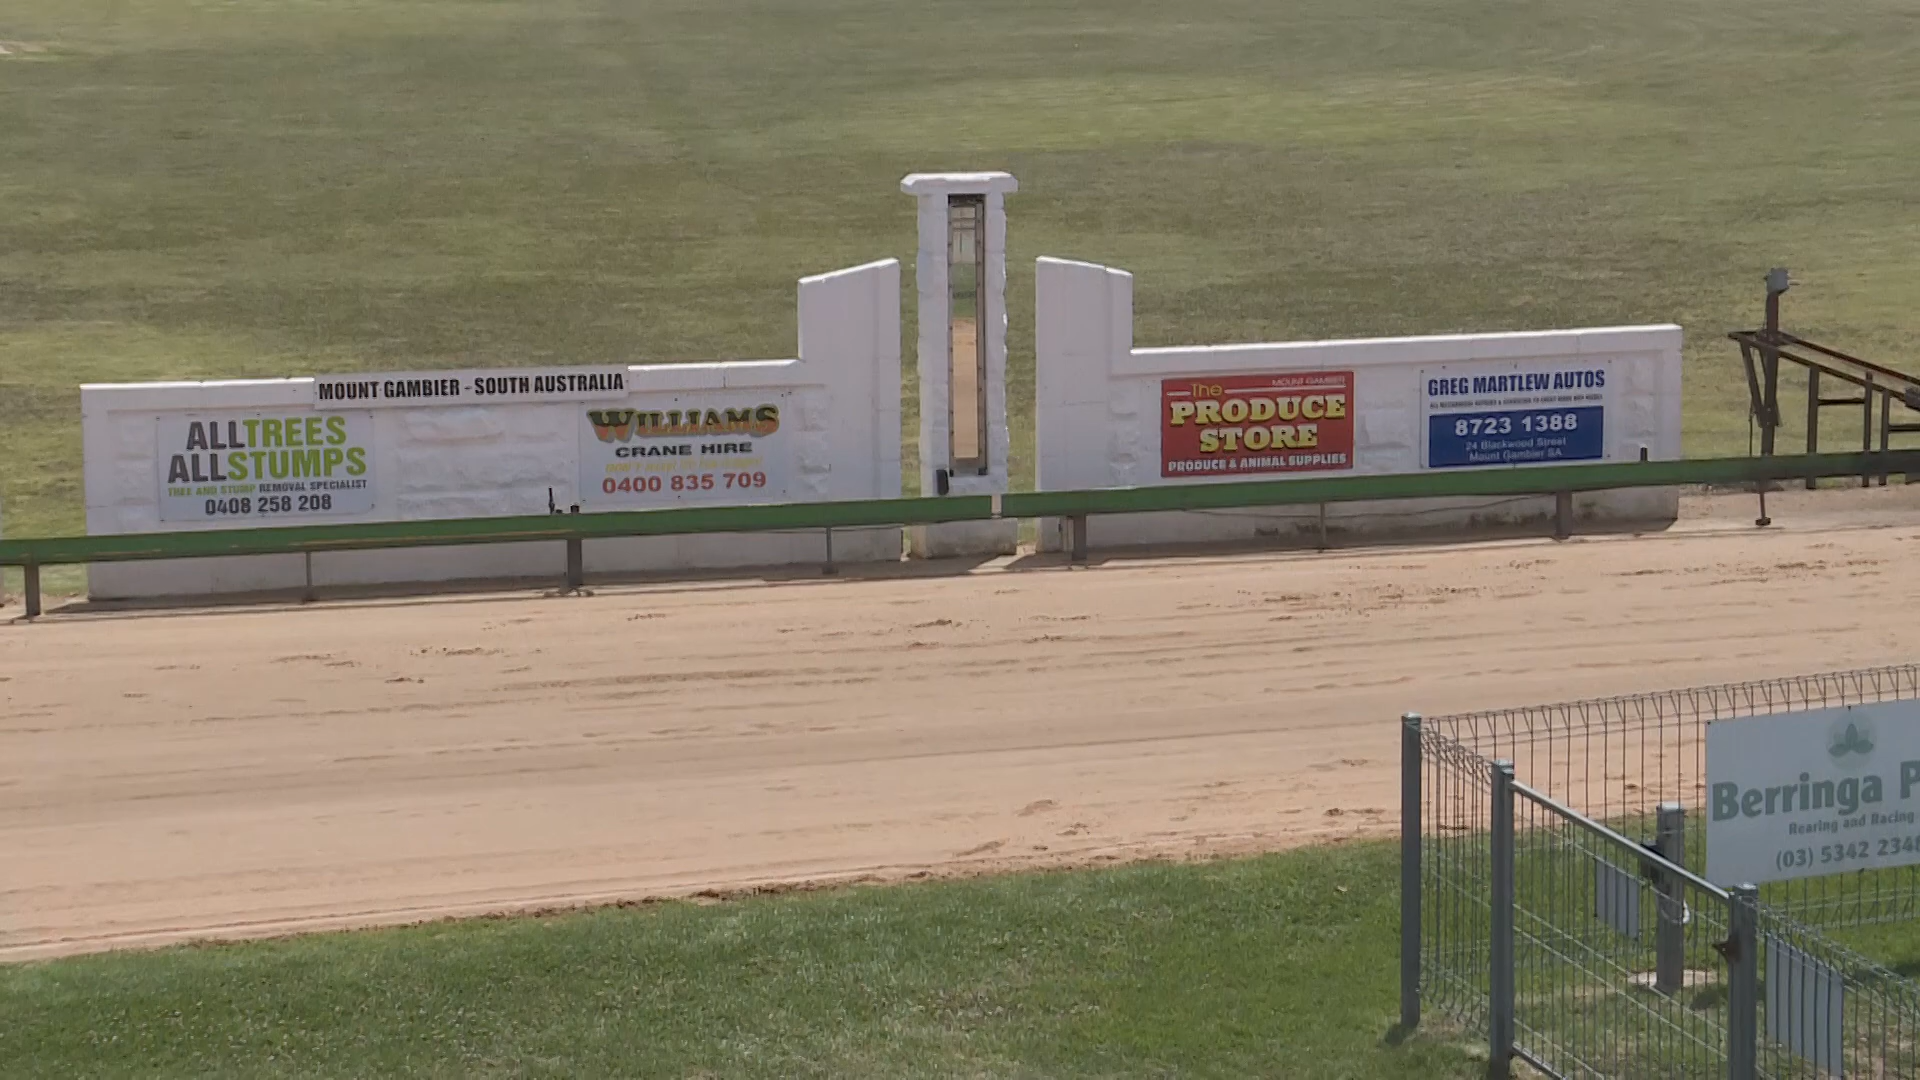 MOUNT GAMBIER - SOUTH AUSTRALIA
ALLTREES
ALLSTUMPS
TREE AND STUMP REMOVAL SPECIALIST
0408 258 208
WILLIAMS
CRANE HIRE
0400 835 709
MOUNT GAMBIER
The
PRODUCE
STORE
PRODUCE & ANIMAL SUPPLIES
GREG MARTLEW AUTOS
8723 1388
24 Blackwood Street
Mount Gambier SA
Berringa P
Rearing and Racing
(03) 5342 2348